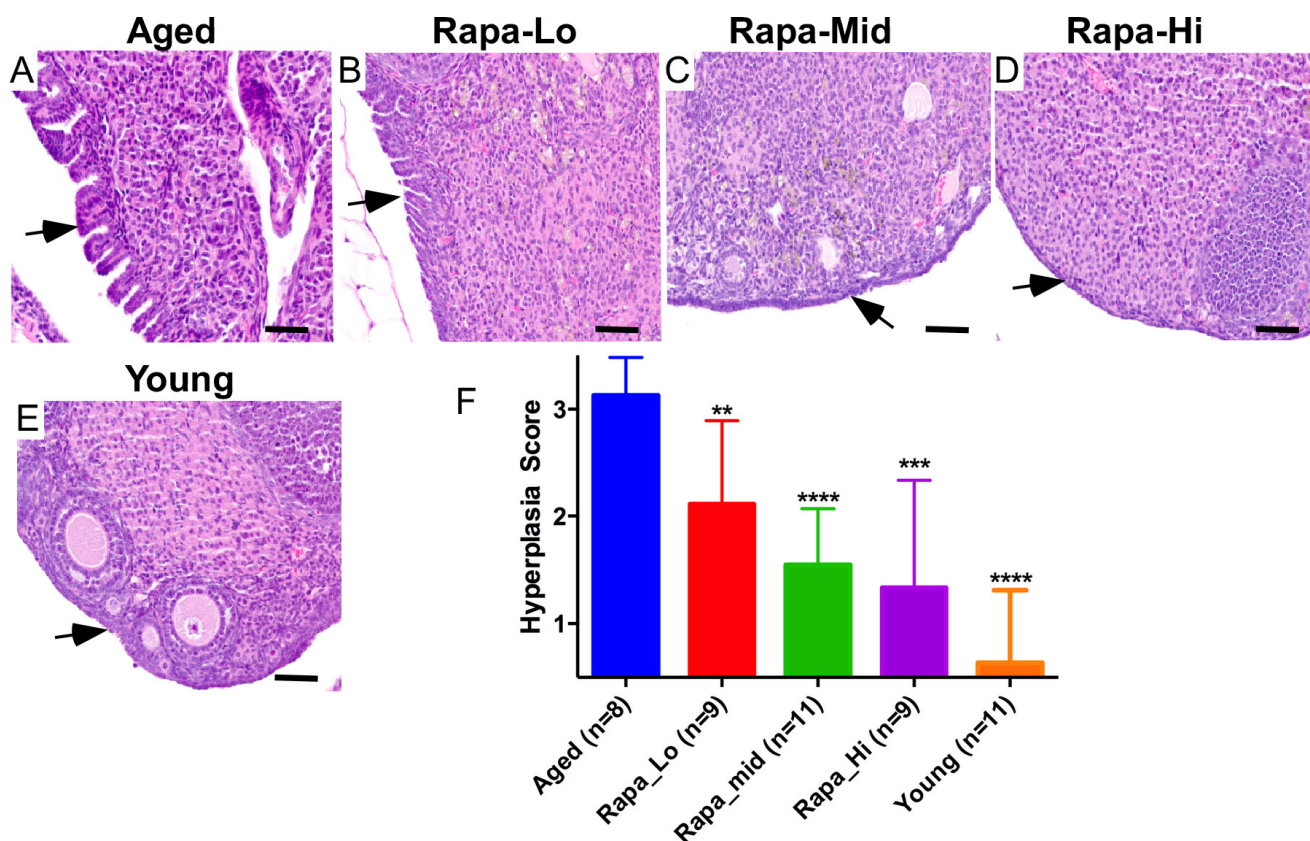 Aged
Rapa-Lo
Rapa-Mid
Rapa-Hi
A
B
C
D
Young
E
F
Hyperplasia Score
3
2
1
**
****
***
****
Aged (n=8)
Rapa_Lo (n=9)
Rapa_mid (n=11)
Rapa_Hi (n=9)
Young (n=11)